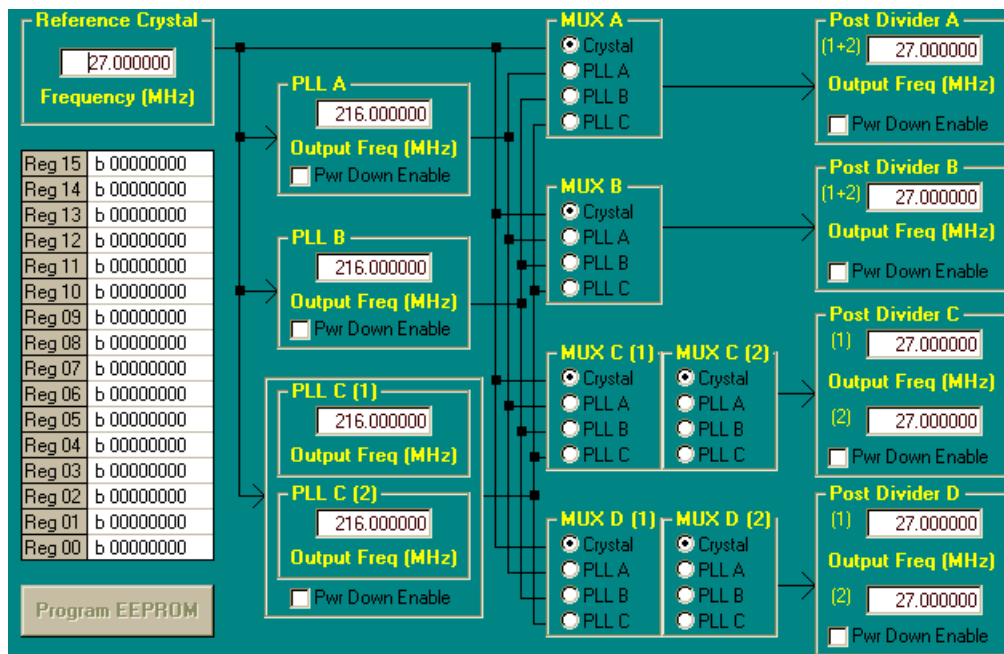 Reference Crystal
27.000000
Frequency (MHz)
Reg 15 b 00000000
Reg 14 b 00000000
Reg 13 b 00000000
Reg 12 b 00000000
Reg 11 b 00000000
Reg 10 b 00000000
Reg 09 b 00000000
Reg 08 b 00000000
Reg 07 b 00000000
Reg 06 b 00000000
Reg 05 b 00000000
Reg 04 b 00000000
Reg 03 b 00000000
Reg 02 b 00000000
Reg 01 b 00000000
Reg 00 b 00000000
Program EEPROM
PLL A
216.000000
Output Freq (MHz)
Pwr Down Enable
PLL B
216.000000
Output Freq (MHz)
Pwr Down Enable
PLL C (1)
216.000000
Output Freq (MHz)
PLL C (2)
216.000000
Output Freq (MHz)
Pwr Down Enable
MUX A
Crystal
PLL A
PLL B
PLL C
MUX B
Crystal
PLL A
PLL B
PLL C
MUX C (1)
Crystal
PLL A
PLL B
PLL C
MUX C (2)
Crystal
PLL A
PLL B
PLL C
MUX D (1)
Crystal
PLL A
PLL B
PLL C
MUX D (2)
Crystal
PLL A
PLL B
PLL C
Post Divider A
(1+2) 27.000000
Output Freq (MHz)
Pwr Down Enable
Post Divider B
(1+2) 27.000000
Output Freq (MHz)
Pwr Down Enable
Post Divider C
(1) 27.000000
Output Freq (MHz)
(2) 27.000000
Pwr Down Enable
Post Divider D
(1) 27.000000
Output Freq (MHz)
(2) 27.000000
Pwr Down Enable